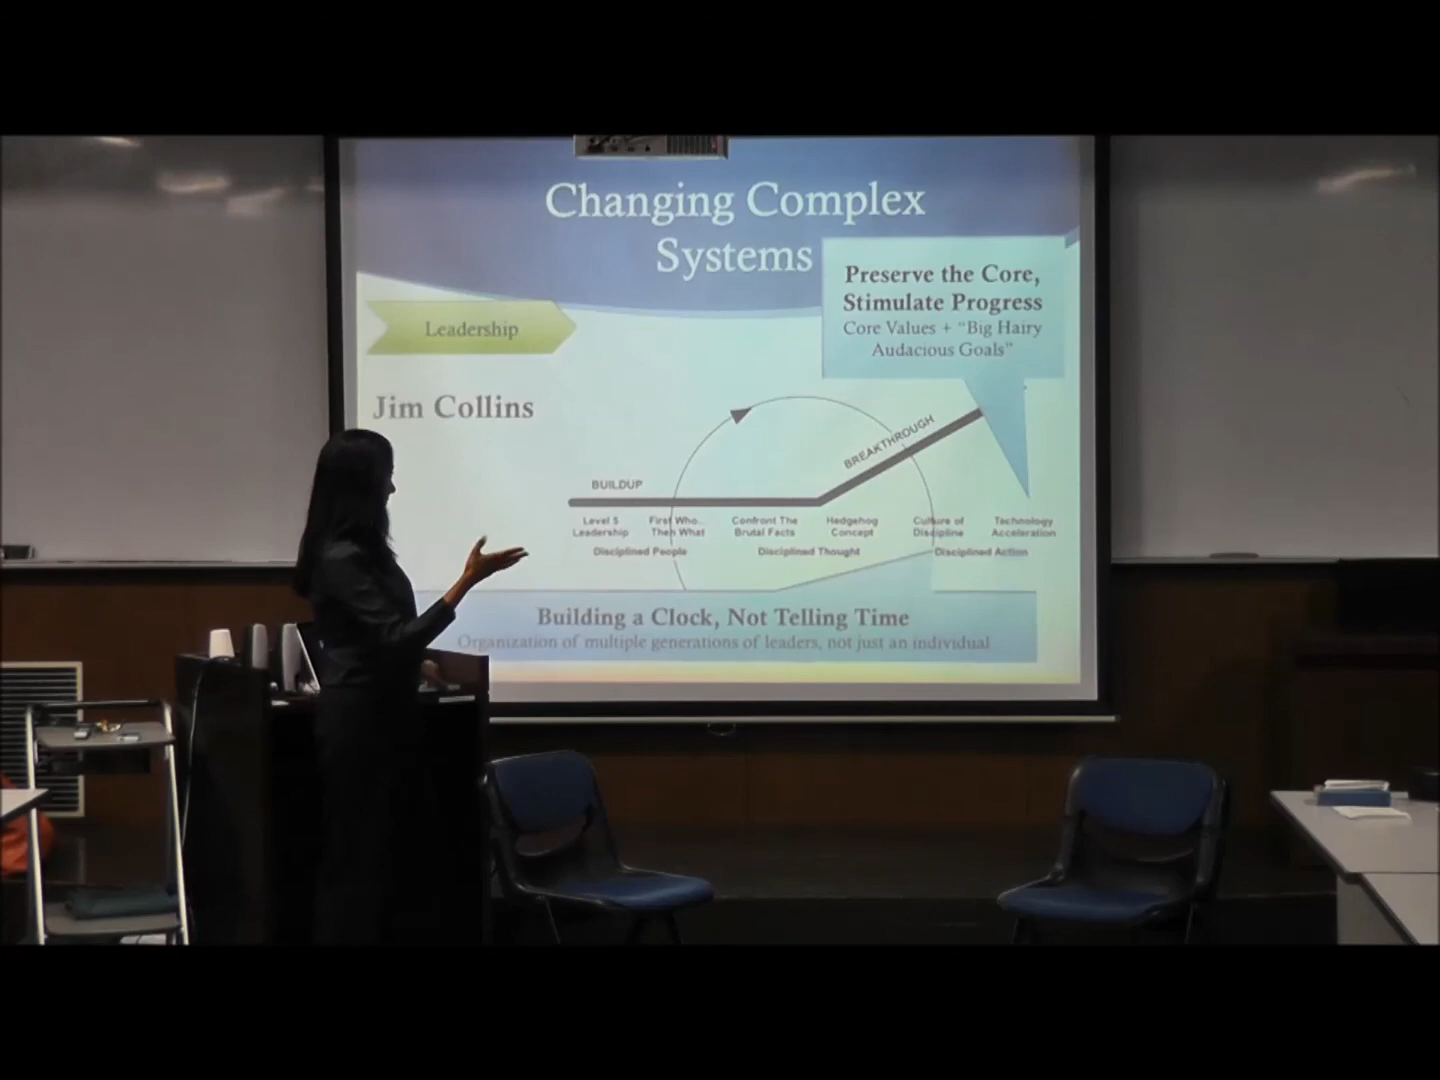 Changing Complex
Systems
Preserve the Core,
Stimulate Progress
Core Values + “Big Hairy
Audacious Goals”
Leadership
Jim Collins
BREAKTHROUGH
BUILDUP
Level 5
Leadership
First Who...
Then What
Confront The
Brutal Facts
Hedgehog
Concept
Culture of
Discipline
Technology
Acceleration
Disciplined People
Disciplined Thought
Disciplined Action
Building a Clock, Not Telling Time
Organization of multiple generations of leaders, not just an individual